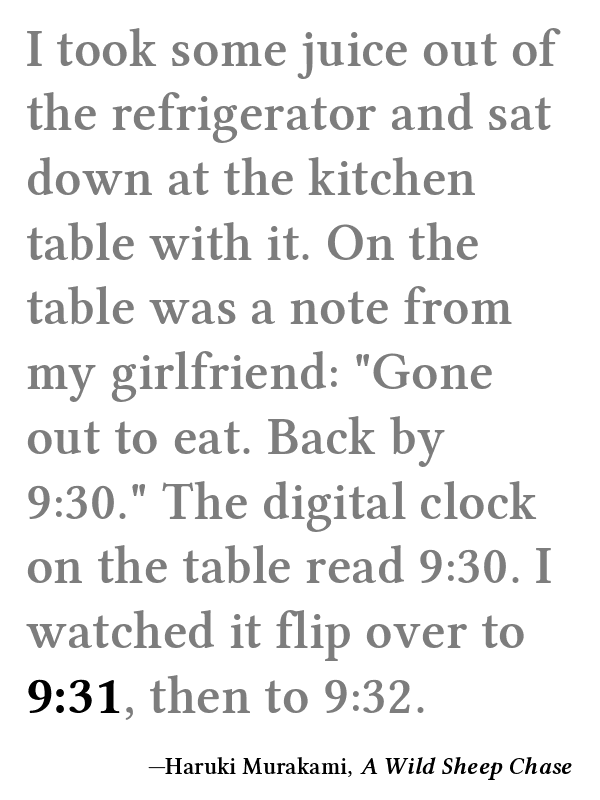 I took some juice out of
the refrigerator and sat
down at the kitchen
table with it. On the
table was a note from
my girlfriend: "Gone
out to eat. Back by
9:30." The digital clock
on the table read 9:30. I
watched it flip over to
9:31, then to 9:32.
—Haruki Murakami, A Wild Sheep Chase